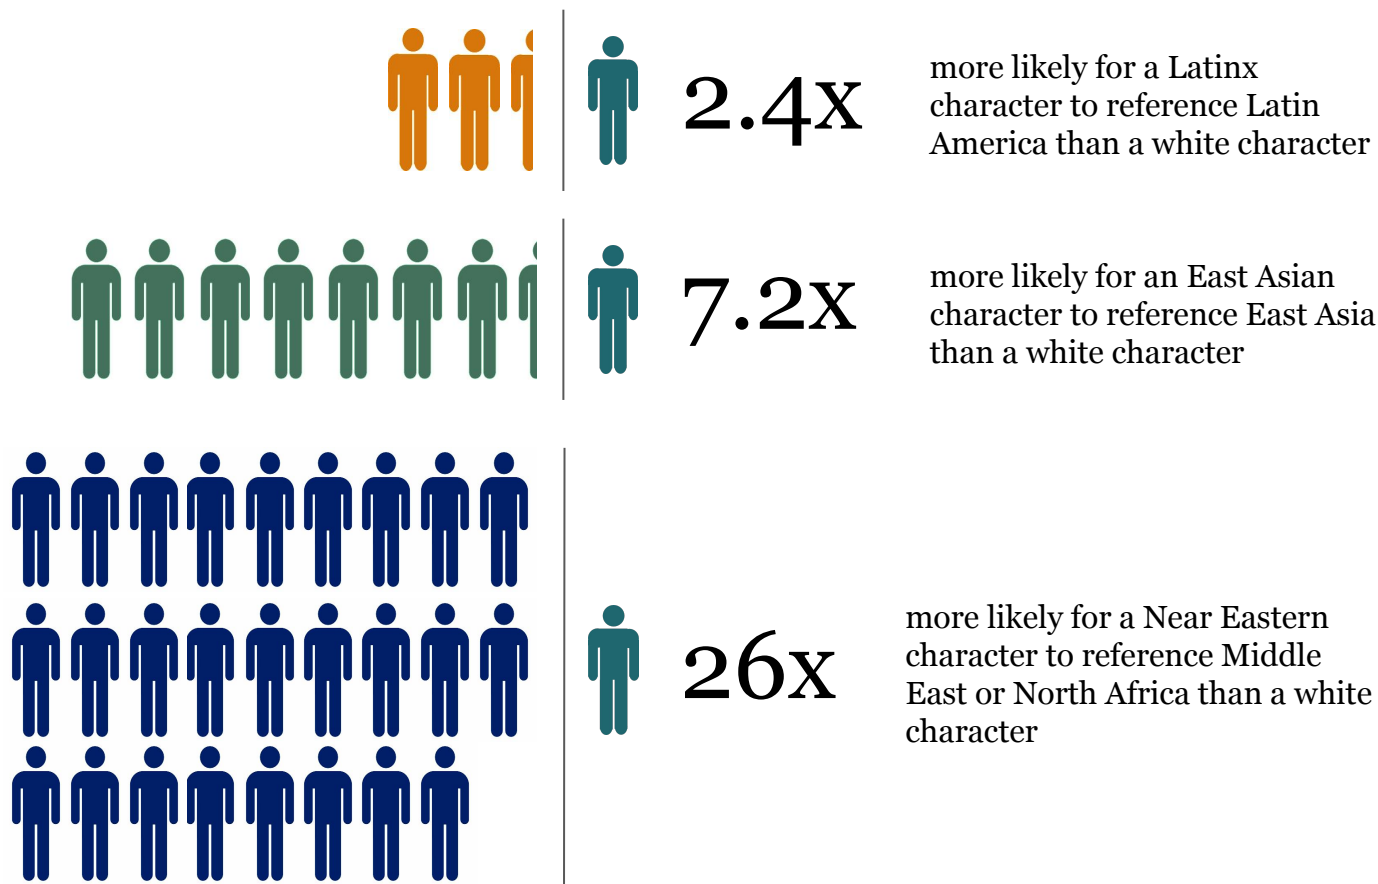 2.4x
more likely for a Latinx
character to reference Latin
America than a white character
7.2x
more likely for an East Asian
character to reference East Asia
than a white character
26x
more likely for a Near Eastern
character to reference Middle
East or North Africa than a white
character